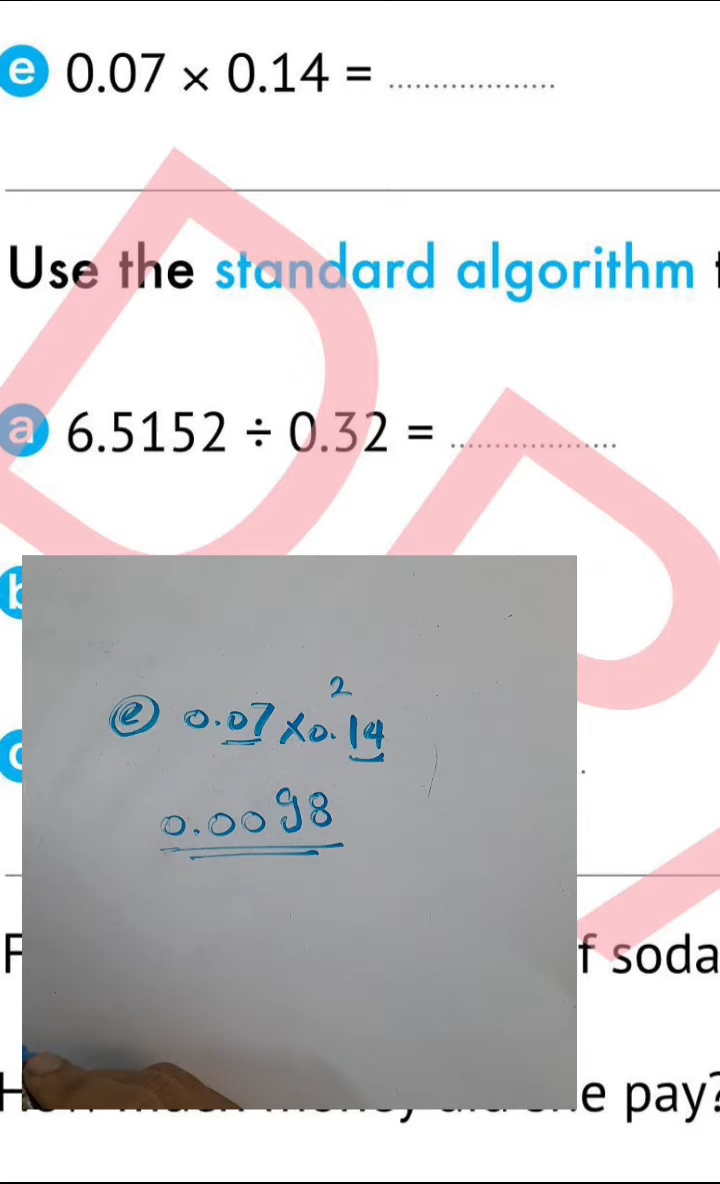 e 0.07 × 0.14 = ...................
Use the standard algorithm
a 6.5152 ÷ 0.32 = ...................
2
e 0.07 x 0.14
0.0098
f soda
e pay?